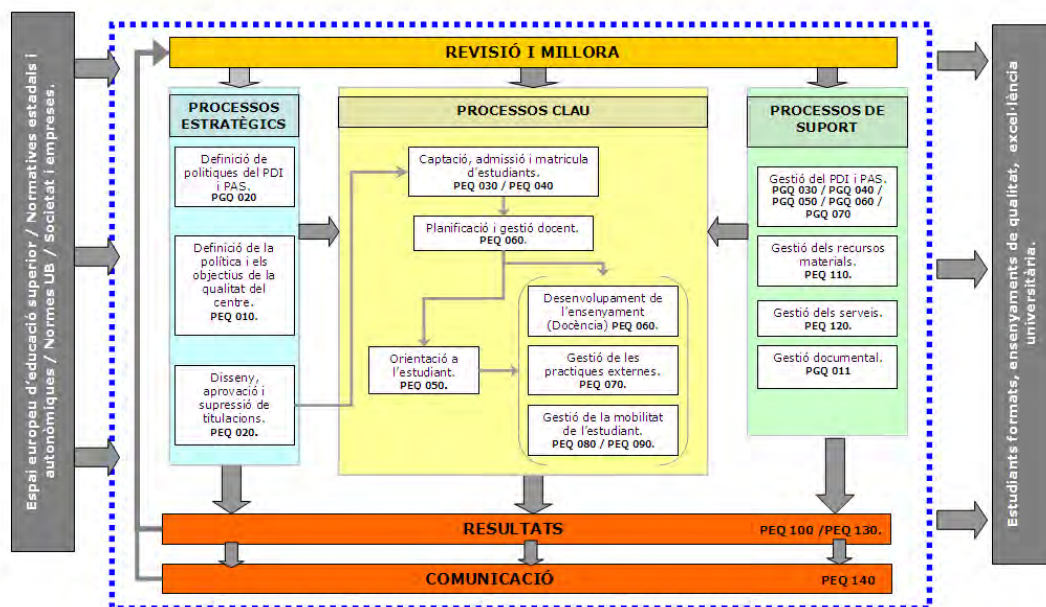 Espai europeu d'educació superior / Normatives estadals i
autonòmiques / Normes UB / Societat i empreses.
REVISIÓ I MILLORA
PROCESSOS
ESTRATÈGICS
Definició de
politiques del PDI
i PAS.
PGQ 020
Definició de la
política i els
objectius de la
qualitat del
centre.
PEQ 010.
Disseny,
aprovació i
supressió de
titulacions.
PEQ 020.
PROCESSOS CLAU
Captació, admissió i matricula
d'estudiants.
PEQ 030 / PEQ 040
Planificació i gestió docent.
PEQ 060.
Orientació a
l'estudiant.
PEQ 050.
Desenvolupament de
l'ensenyament
(Docència) PEQ 060.
Gestió de les
practiques externes.
PEQ 070.
Gestió de la mobilitat
de l'estudiant.
PEQ 080 / PEQ 090.
PROCESSOS DE
SUPORT
Gestió del PDI i PAS.
PGQ 030 / PGQ 040 /
PGQ 050 / PGQ 060 /
PGQ 070
Gestió dels recursos
materials.
PEQ 110.
Gestió dels serveis.
PEQ 120.
Gestió documental.
PGQ 011
RESULTATS
PEQ 100 /PEQ 130.
COMUNICACIÓ
PEQ 140
Estudiants formats, ensenyaments de qualitat, excel·lència
universitària.